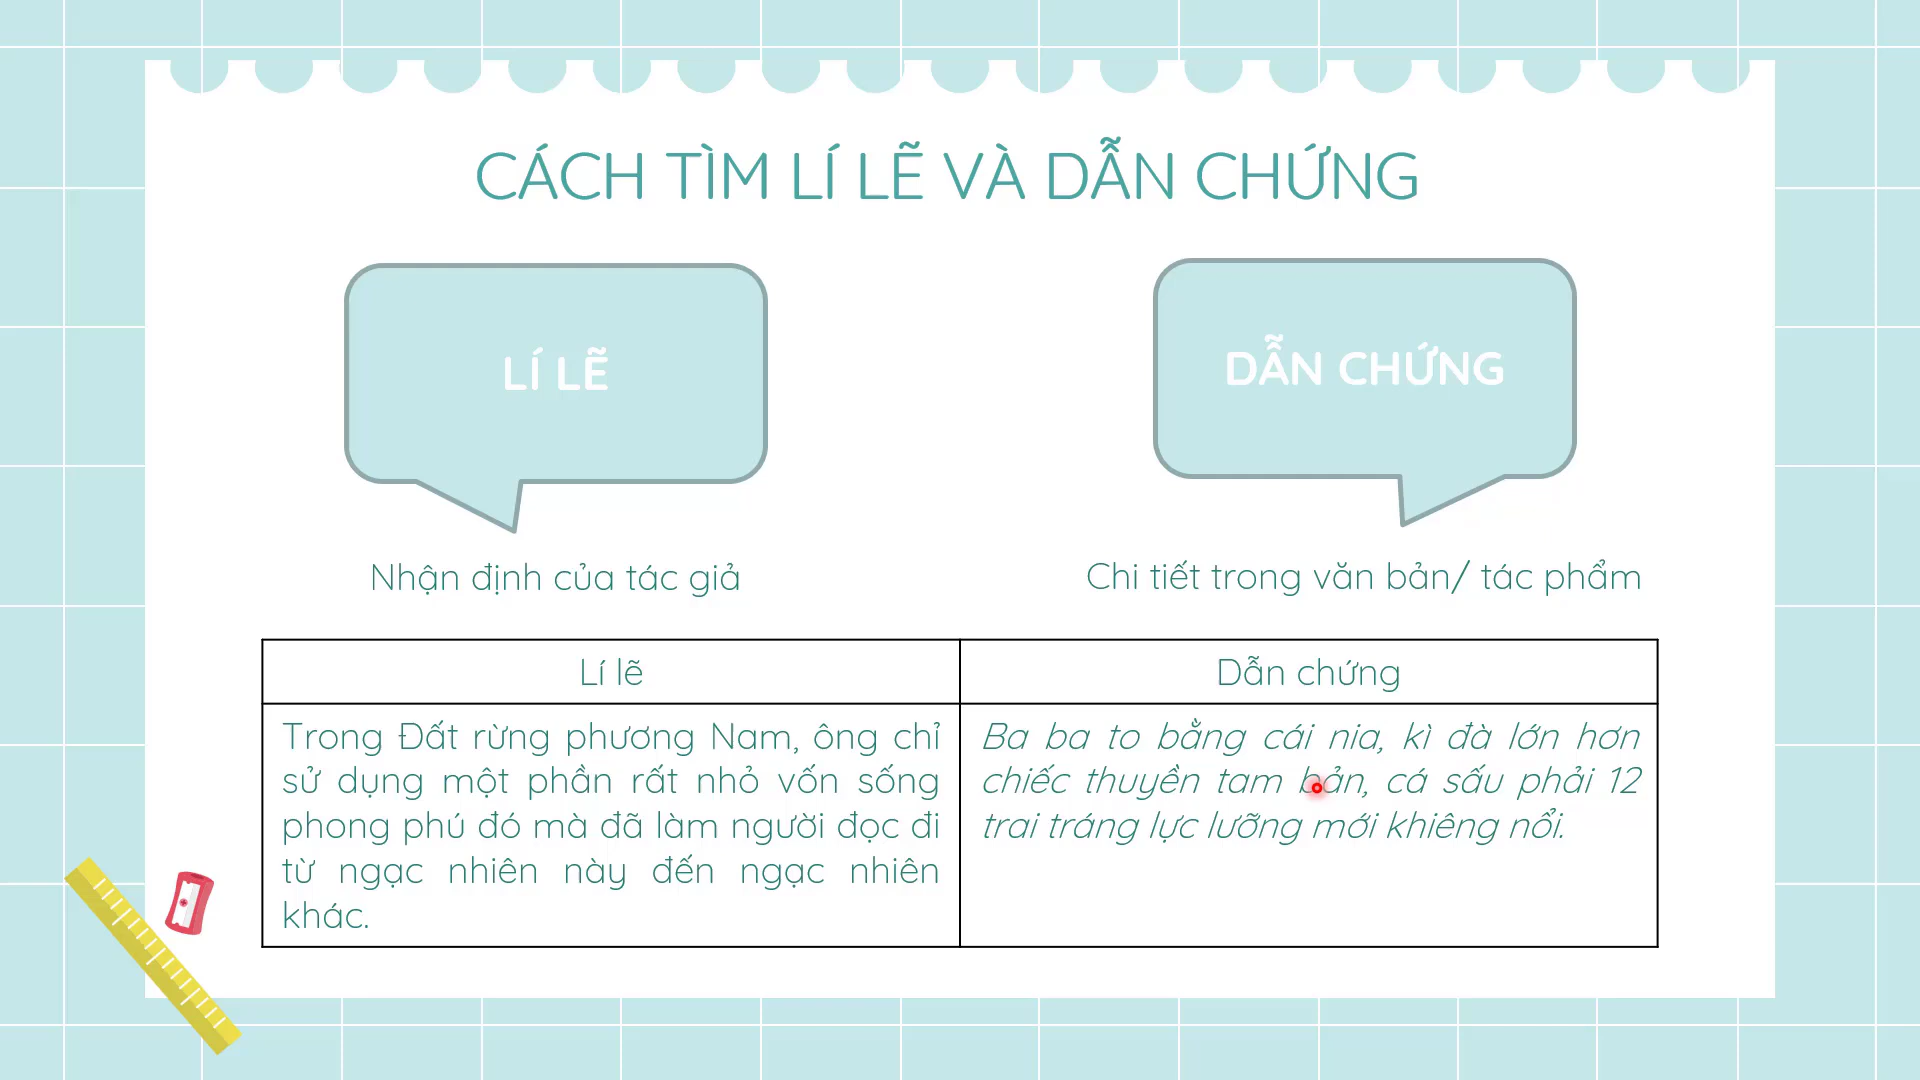 CÁCH TÌM LÍ LẼ VÀ DẪN CHỨNG
LÍ LẼ
DẪN CHỨNG
Nhận định của tác giả
Chi tiết trong văn bản/ tác phẩm
Lí lẽ
Dẫn chứng
Trong Đất rừng phương Nam, ông chỉ
sử dụng một phần rất nhỏ vốn sống
phong phú đó mà đã làm người đọc đi
từ ngạc nhiên này đến ngạc nhiên
khác.
Ba ba to bằng cái nia, kì đà lớn hơn
chiếc thuyền tam bản, cá sấu phải 12
trai tráng lực lưỡng mới khiêng nổi.